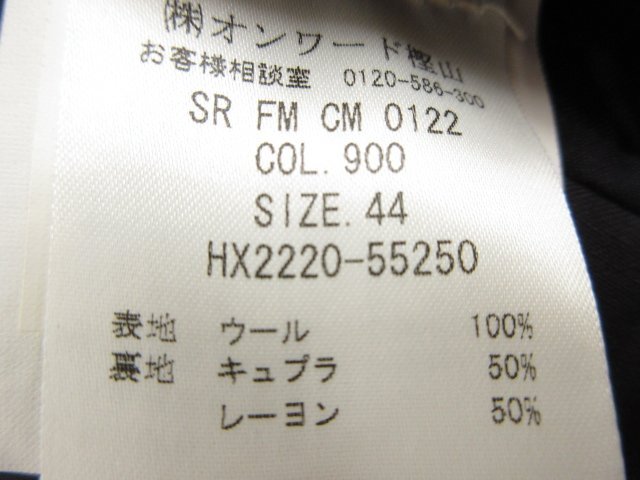 (株)オンワード樫山
お客様相談室 0120-586-300
SR FM CM 0122
COL. 900
SIZE. 44
HX2220-55250
表地 ウール 100%
裏地 キュプラ 50%
レーヨン 50%